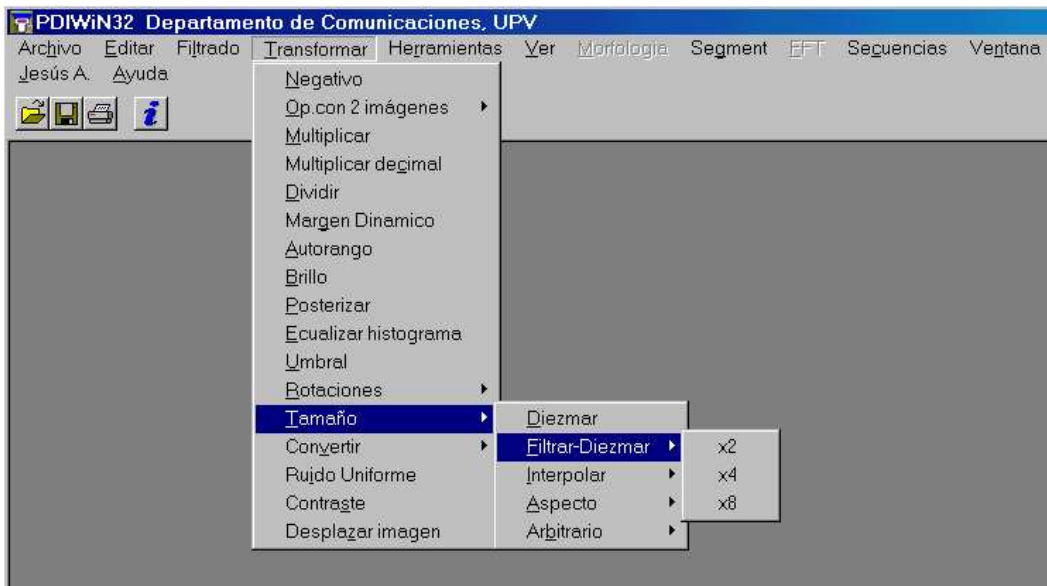 PDIWiN32 Departamento de Comunicaciones, UPV
Archivo Editar Filtrado Transformar Herramientas Ver Morfologia Segment FFT Secuencias Ventana
Jesús A. Ayuda
Negativo
Op.con 2 imágenes
Multiplicar
Multiplicar decimal
Dividir
Margen Dinamico
Autorango
Brillo
Posterizar
Ecualizar histograma
Umbral
Rotaciones
Tamaño
Convertir
Ruido Uniforme
Contraste
Desplazar imagen
Diezmar
Filtrar-Diezmar
Interpolar
Aspecto
Arbitrario
x2
x4
x8